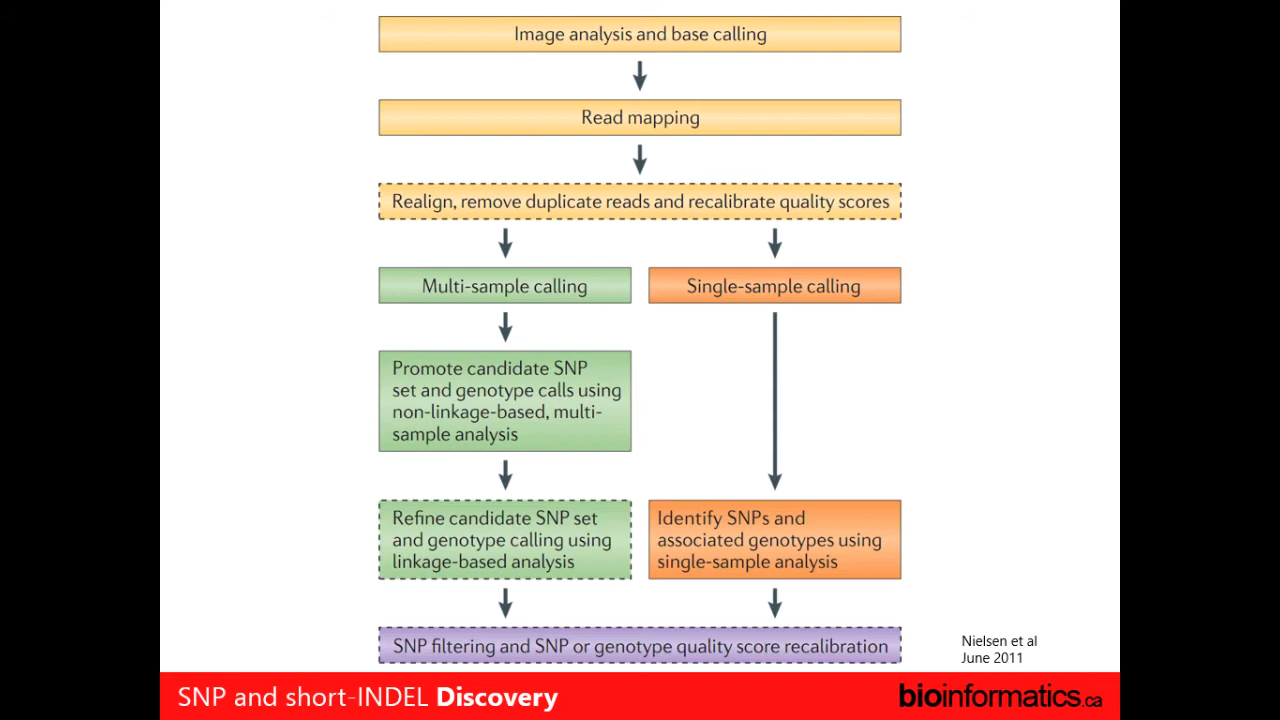 Image analysis and base calling
Read mapping
Realign, remove duplicate reads and recalibrate quality scores
Multi-sample calling
Single-sample calling
Promote candidate SNP
set and genotype calls using
non-linkage-based, multi-
sample analysis
Refine candidate SNP set
and genotype calling using
linkage-based analysis
Identify SNPs and
associated genotypes using
single-sample analysis
SNP filtering and SNP or genotype quality score recalibration
Nielsen et al
June 2011
SNP and short-INDEL Discovery
bioinformatics.ca